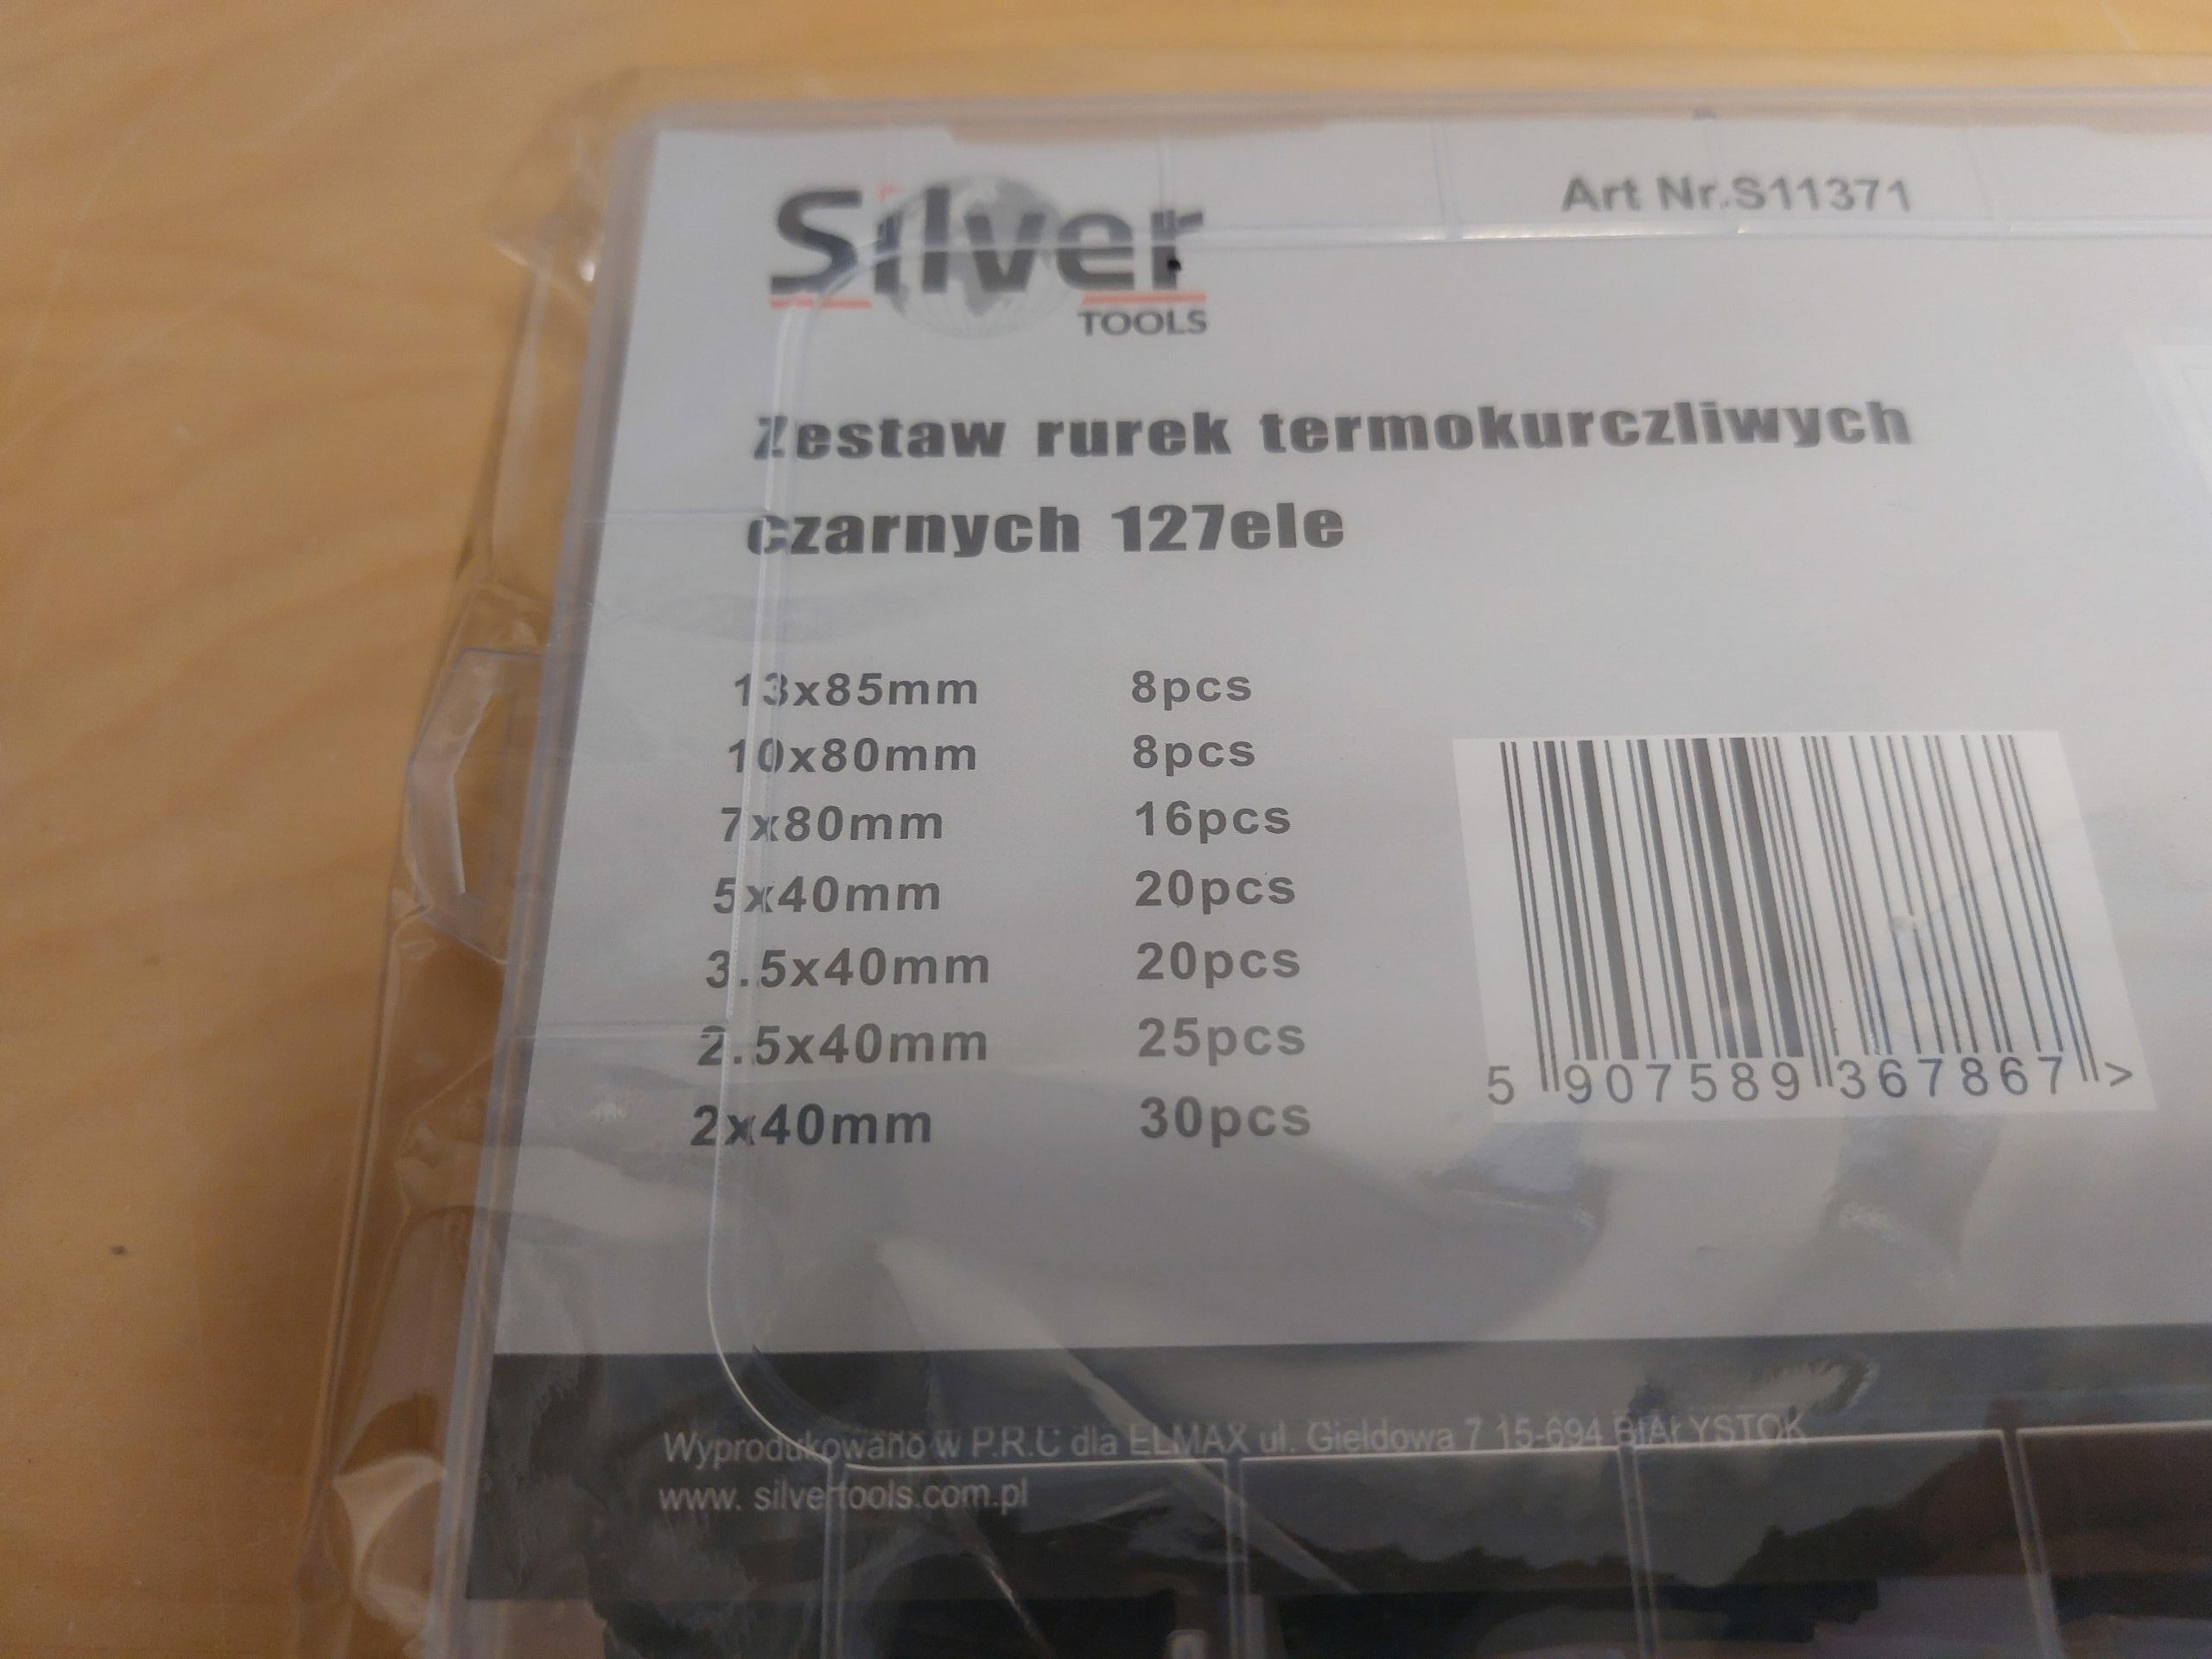 Silver
TOOLS
Art Nr.S11371
Zestaw rurek termokurczliwych
czarnych 127ele
13x85mm 8pcs
10x80mm 8pcs
7x80mm 16pcs
5x40mm 20pcs
3.5x40mm 20pcs
2.5x40mm 25pcs
2x40mm 30pcs
5 907589 367867 >
Wyprodukowano w P.R.C dla ELMAX ul. Giełdowa 7 15-694 BIAŁYSTOK
www. silvertools.com.pl